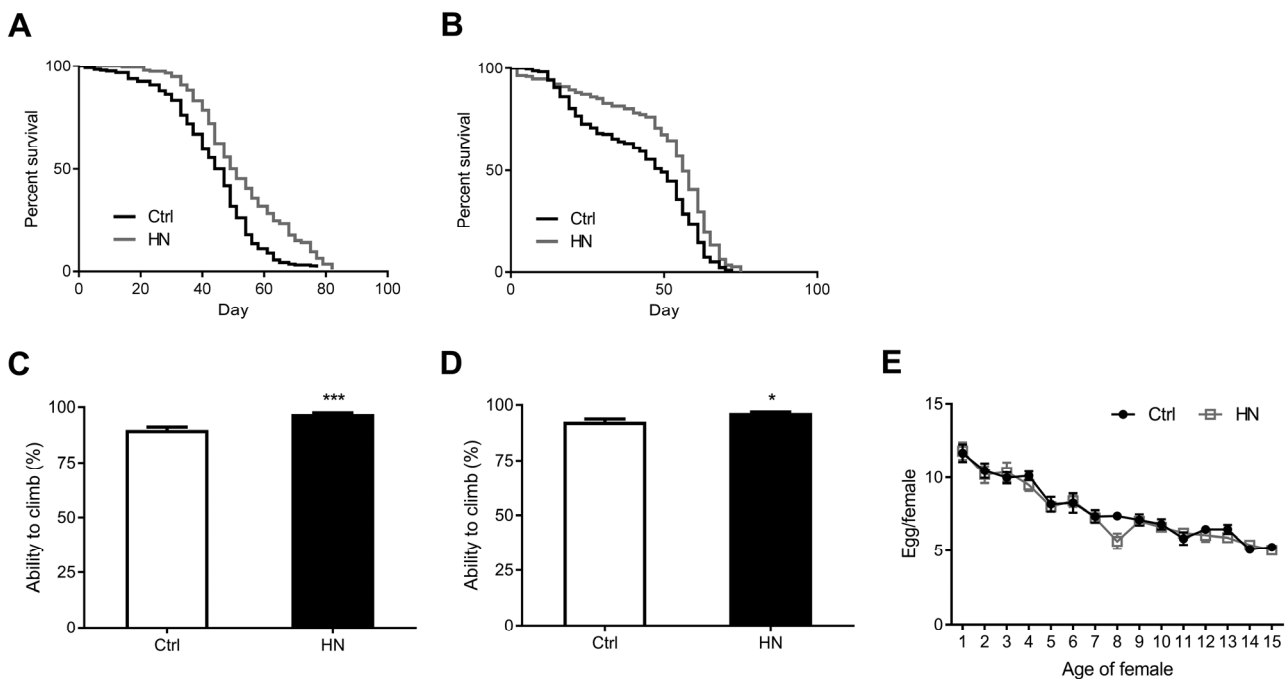 A
Percent survival
100
50
0
Ctrl
HN
0 20 40 60 80 100
Day
B
Percent survival
100
50
0
Ctrl
HN
0 50 100
Day
C
Ability to climb (%)
100
75
50
25
0
***
Ctrl HN
D
Ability to climb (%)
100
75
50
25
0
*
Ctrl HN
E
Egg/female
15
10
5
0
Ctrl HN
1 2 3 4 5 6 7 8 9 10 11 12 13 14 15
Age of female